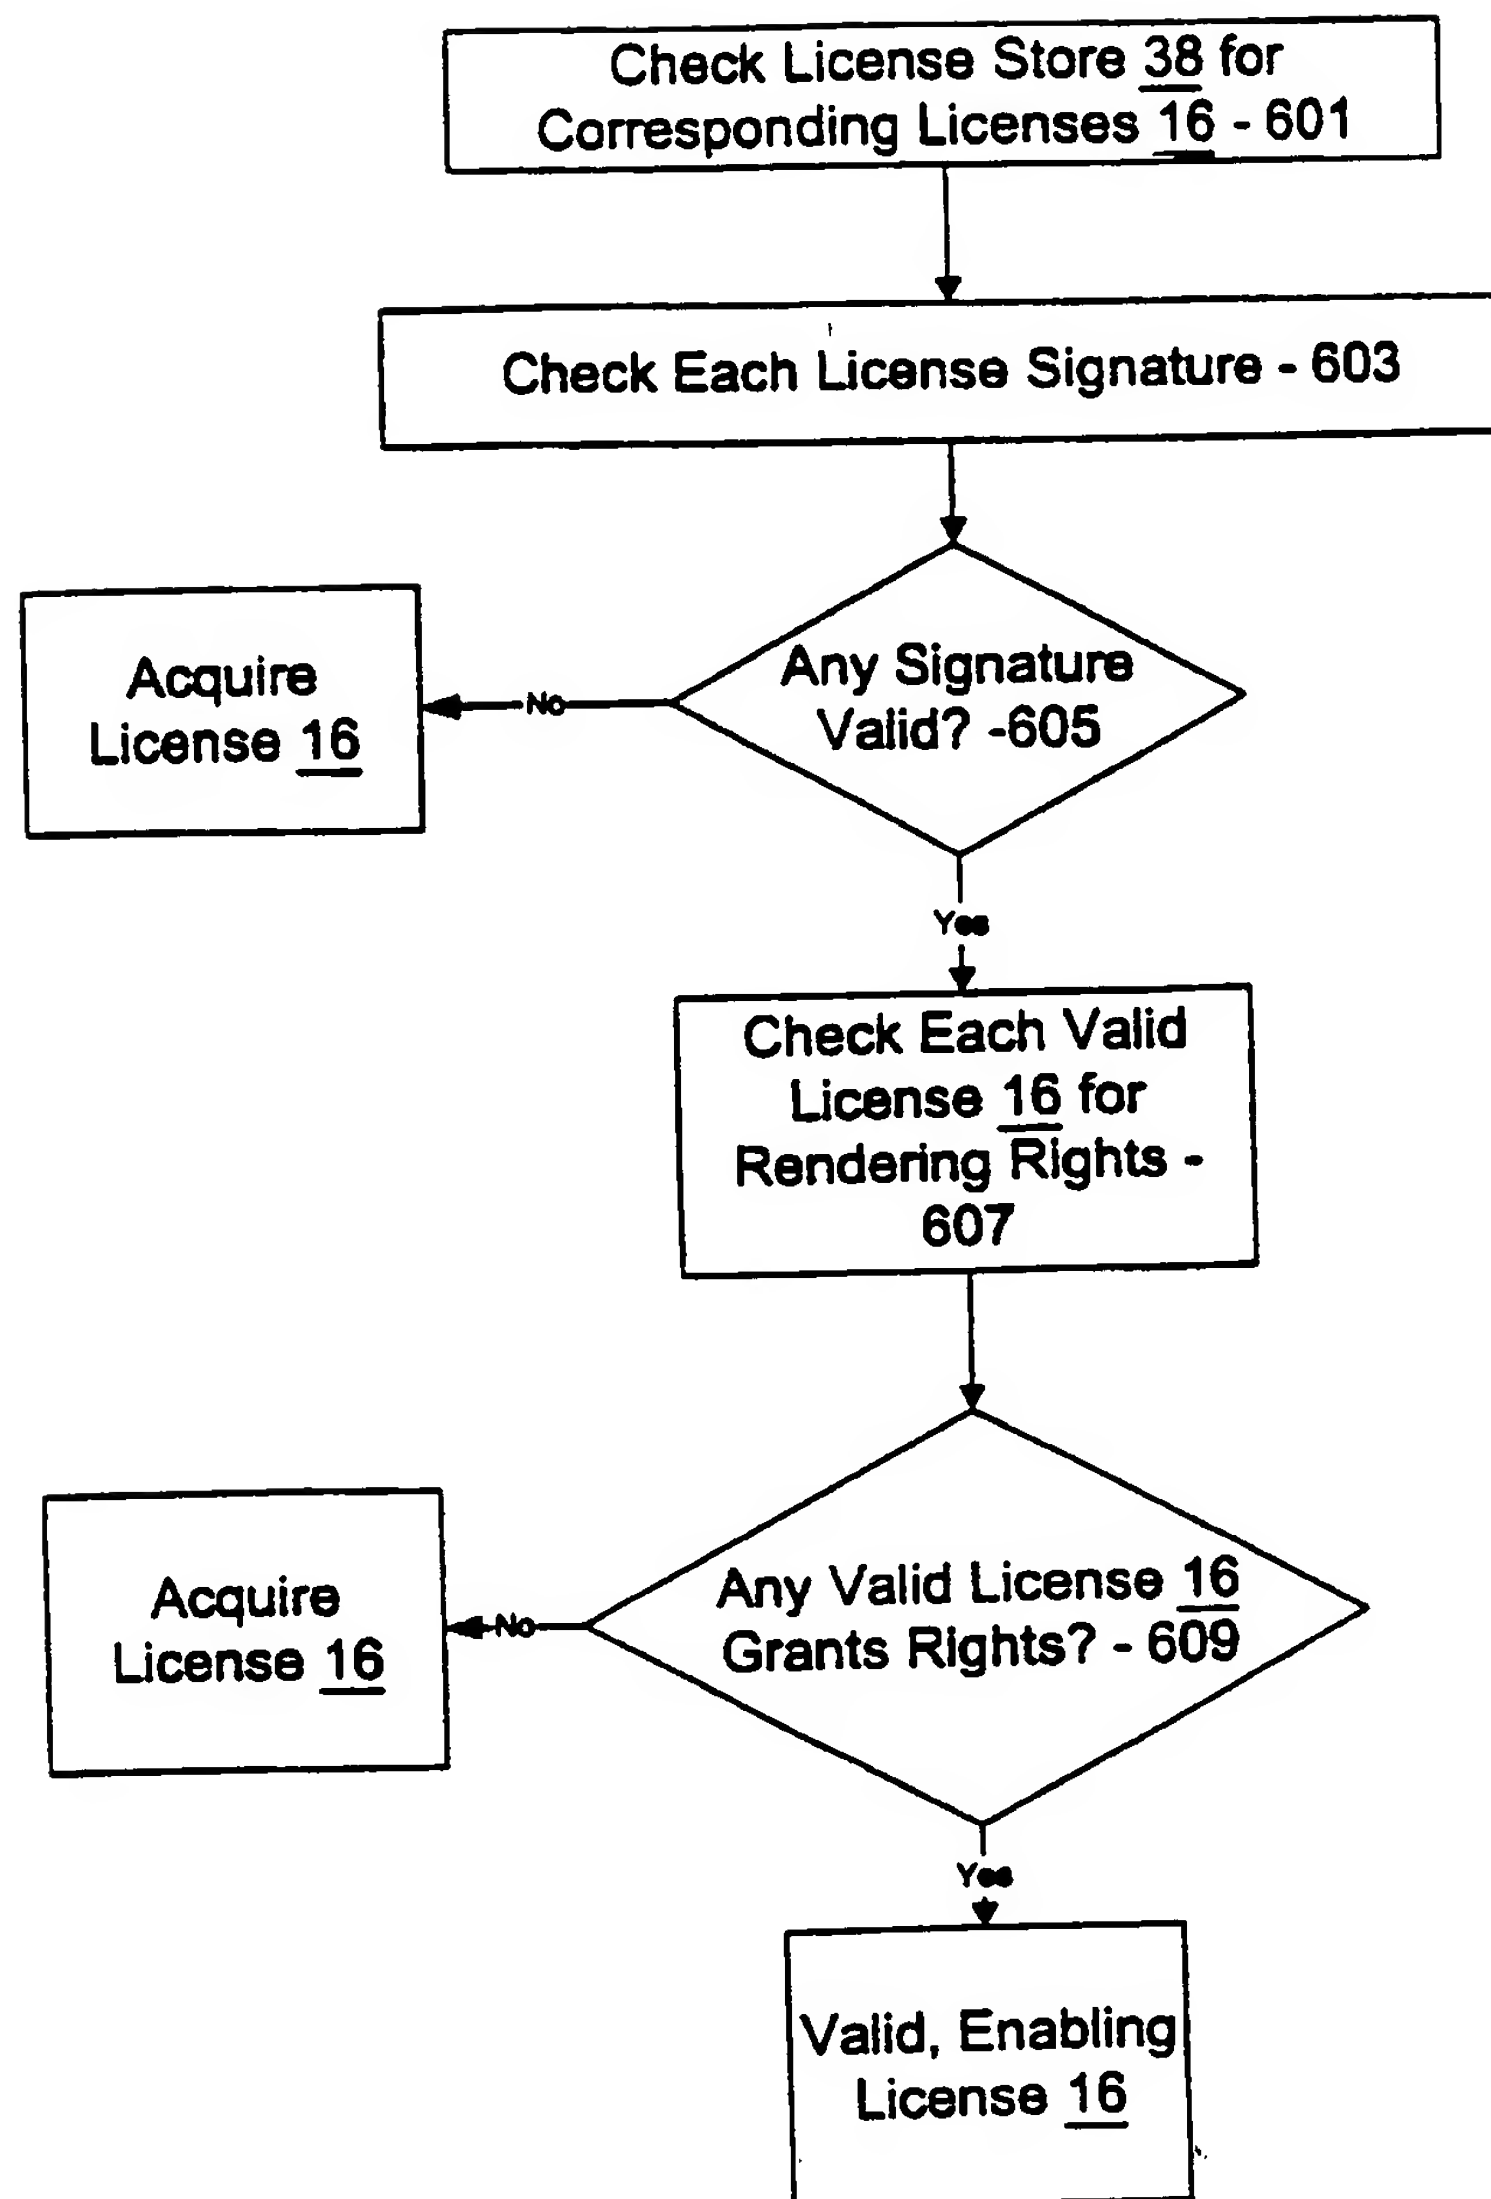 Check License Store 38 for
Corresponding Licenses 16 - 601
Check Each License Signature - 603
Any Signature
Valid? -605
Acquire
License 16
No
Yes
Check Each Valid
License 16 for
Rendering Rights -
607
Any Valid License 16
Grants Rights? - 609
Acquire
License 16
No
Yes
Valid, Enabling
License 16